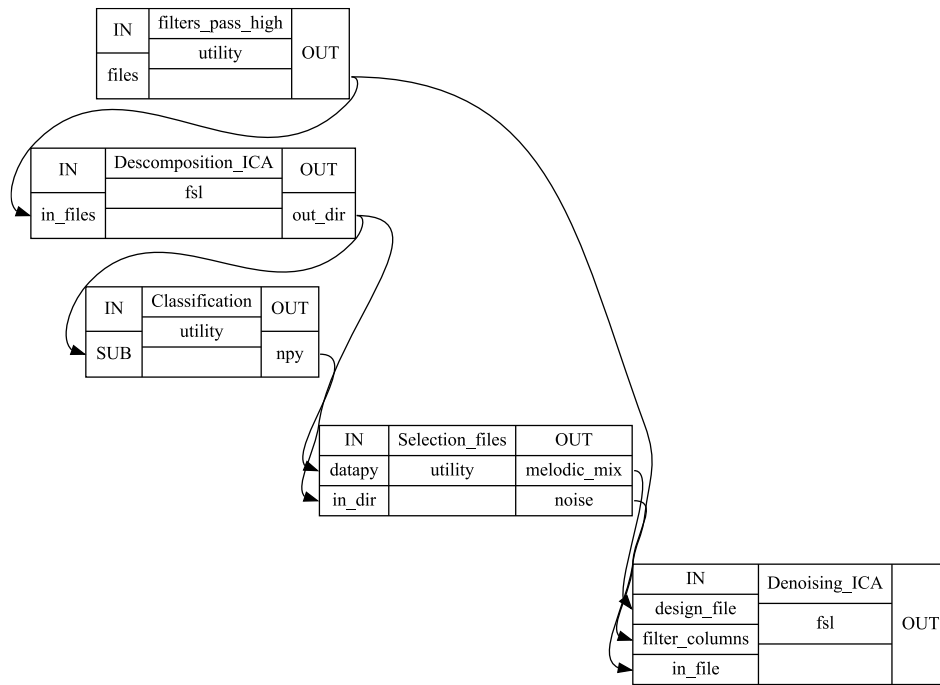 IN filters_pass_high OUT
utility
files
IN Descomposition_ICA OUT
fsl
in_files out_dir
IN Classification OUT
utility
SUB npy
IN Selection_files OUT
datapy utility melodic_mix
in_dir noise
IN Denoising_ICA
design_file
fsl OUT
filter_columns
in_file